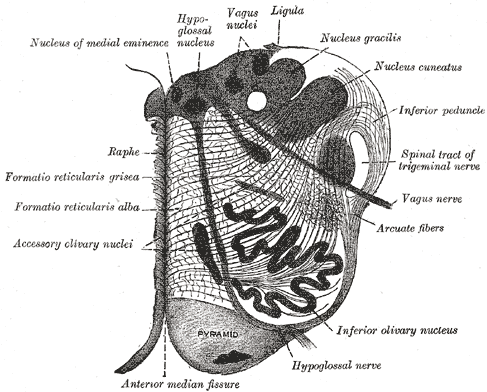 Hypo-
glossal
nucleus
Vagus
nuclei
Ligula
Nucleus of medial eminence
Nucleus gracilis
Nucleus cuneatus
Inferior peduncle
Raphe
Spinal tract of
trigeminal nerve
Formatio reticularis grisea
Vagus nerve
Formatio reticularis alba
Arcuate fibers
Accessory olivary nuclei
PYRAMID
Inferior olivary nucteus
Hypoglossal nerve
Anterior median fissure